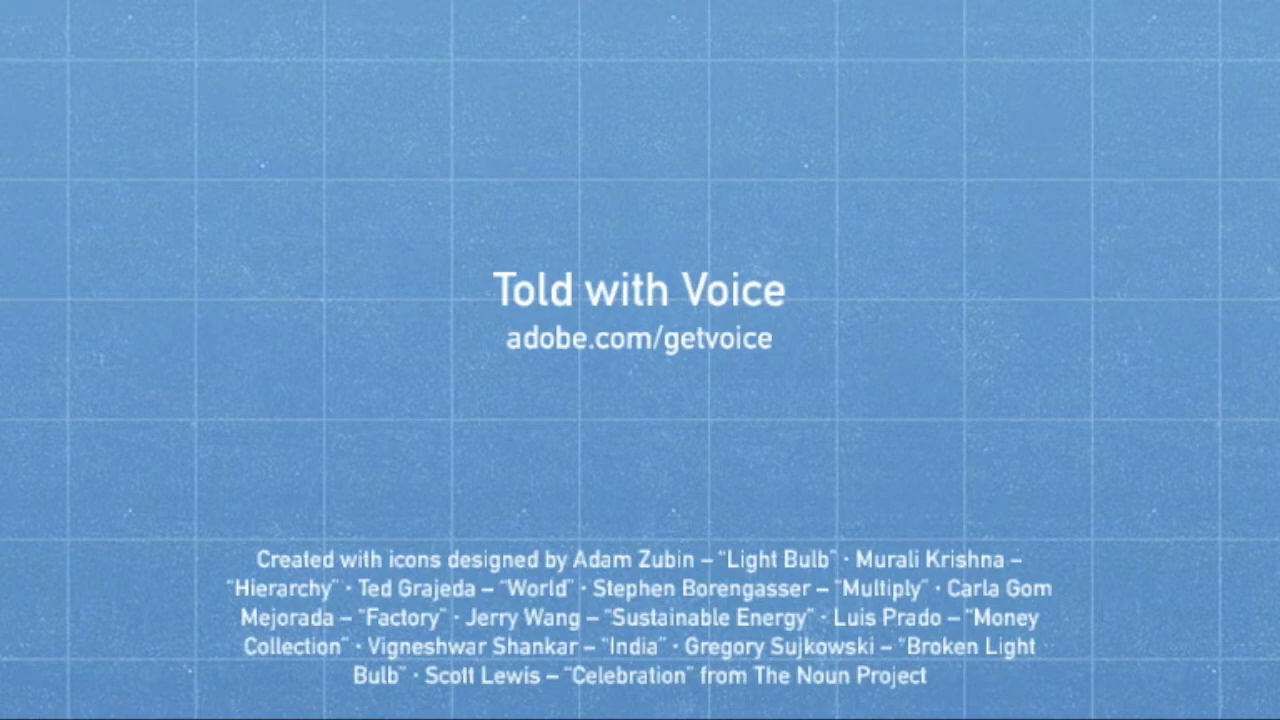 Told with Voice
adobe.com/getvoice
Created with icons designed by Adam Zubin – “Light Bulb” · Murali Krishna –
“Hierarchy” · Ted Grajeda – “World” · Stephen Borengasser – “Multiply” · Carla Gom
Mejorada – “Factory” · Jerry Wang – “Sustainable Energy” · Luis Prado – “Money
Collection” · Vigneshwar Shankar – “India” · Gregory Sujkowski – “Broken Light
Bulb” · Scott Lewis – “Celebration” from The Noun Project